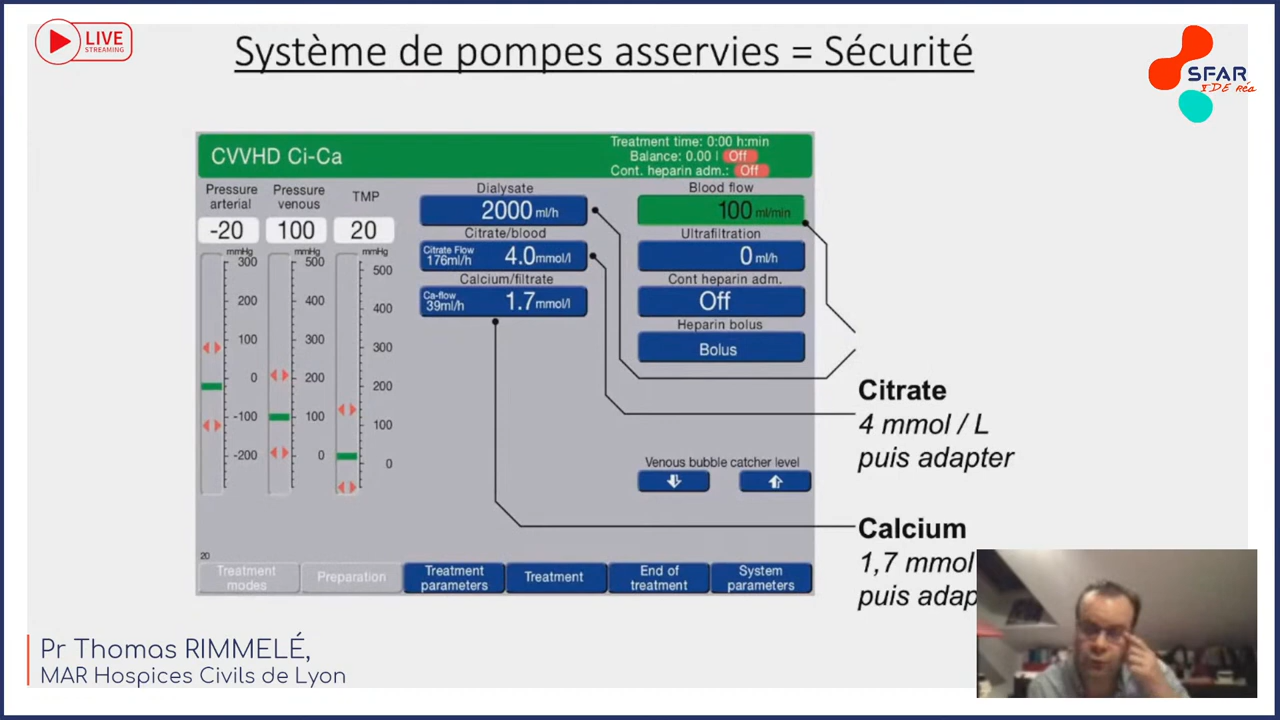 LIVE
STREAMING
Système de pompes asservies = Sécurité
SFAR
IDE Réa
CVVHD Ci-Ca
Treatment time: 0:00 h:min
Balance: 0.00 l Off
Cont. heparin adm.: Off
Pressure arterial
Pressure venous
TMP
-20
100
20
mmHg
mmHg
mmHg
300
200
100
0
-100
-200
500
400
300
200
100
0
500
400
300
200
100
0
Dialysate
2000 ml/h
Citrate/blood
Citrate Flow
176ml/h
4.0 mmol/l
Calcium/filtrate
Ca-flow
39ml/h
1.7 mmol/l
Blood flow
100 ml/min
Ultrafiltration
0 ml/h
Cont heparin adm.
Off
Heparin bolus
Bolus
Venous bubble catcher level
20
Treatment modes
Preparation
Treatment parameters
Treatment
End of treatment
System parameters
Citrate
4 mmol / L
puis adapter
Calcium
1,7 mmol
puis adap
Pr Thomas RIMMELÉ,
MAR Hospices Civils de Lyon